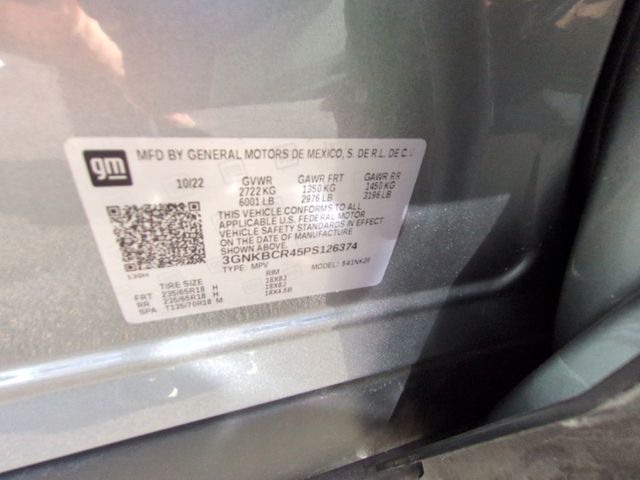 gm
MFD BY GENERAL MOTORS DE MEXICO, S. DE R.L. DE C.
10/22 GVWR GAWR FRT GAWR RR
2722 KG 1350 KG 1450 KG
6001 LB 2976 LB 3196 LB
THIS VEHICLE CONFORMS TO ALL
APPLICABLE U.S. FEDERAL MOTOR
VEHICLE SAFETY STANDARDS IN EFFECT
ON THE DATE OF MANUFACTURE SHOWN ABOVE.
3GNKBCR45PS126374
TYPE: MPV MODEL:
TIRE SIZE RIM
FRT 235/65R18 H 18X8J
RR 235/65R18 H 18X8J
SPA T135/70R18 M 18X4.5B